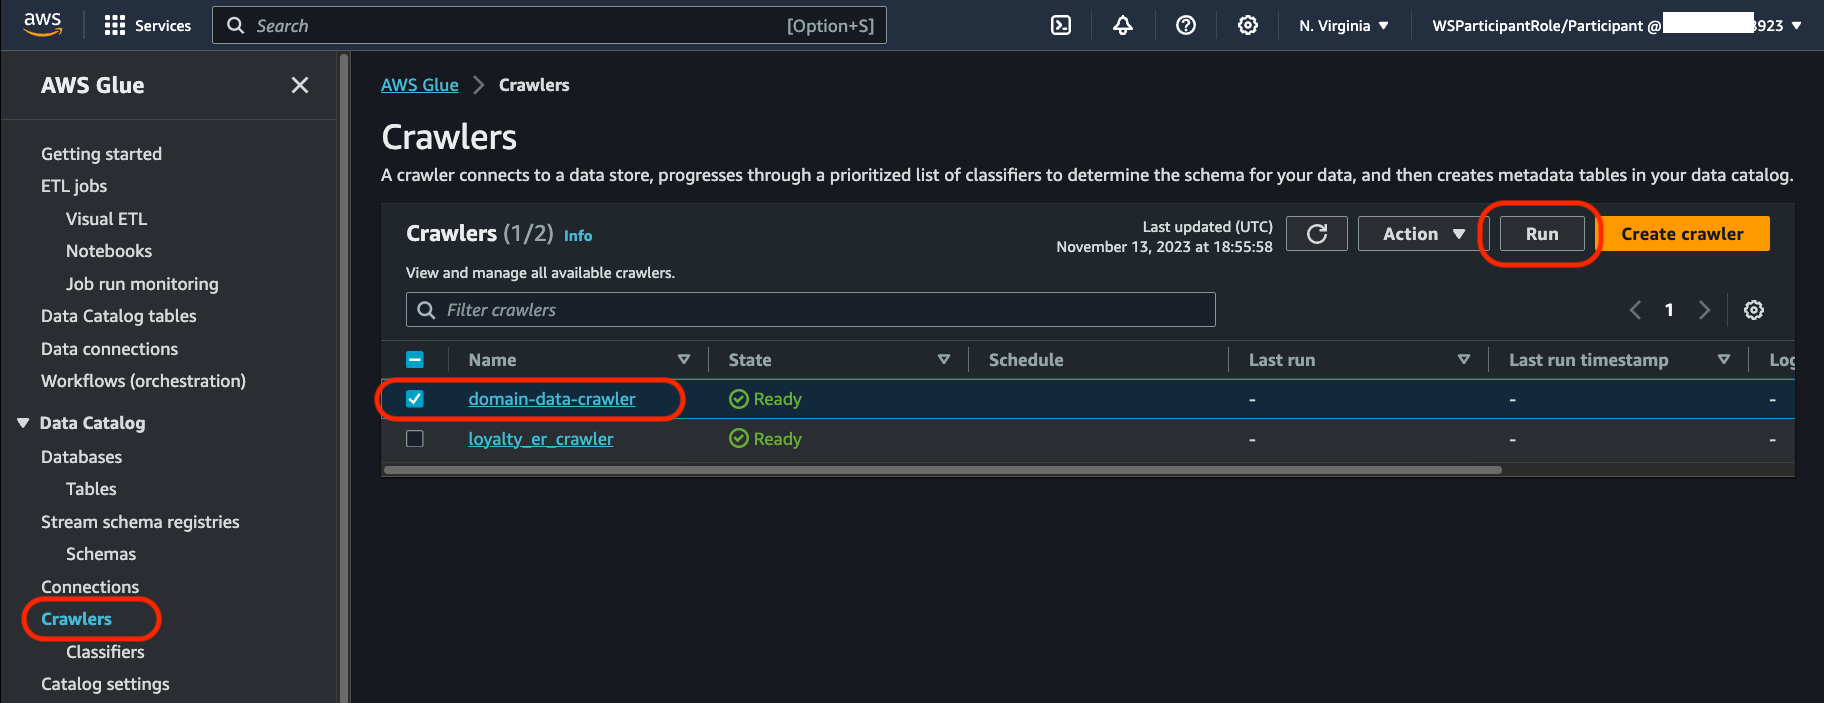 aws Services Search [Option+S] N. Virginia WSParticipantRole/Participant @ 3923
AWS Glue
Getting started
ETL jobs
Visual ETL
Notebooks
Job run monitoring
Data Catalog tables
Data connections
Workflows (orchestration)
Data Catalog
Databases
Tables
Stream schema registries
Schemas
Connections
Crawlers
Classifiers
Catalog settings
AWS Glue Crawlers
Crawlers
A crawler connects to a data store, progresses through a prioritized list of classifiers to determine the schema for your data, and then creates metadata tables in your data catalog.
Crawlers (1/2) Info
Last updated (UTC)
November 13, 2023 at 18:55:58
Action Run Create crawler
View and manage all available crawlers.
Filter crawlers
1
Name State Schedule Last run Last run timestamp Log
domain-data-crawler Ready - - -
loyalty_er_crawler Ready - - -